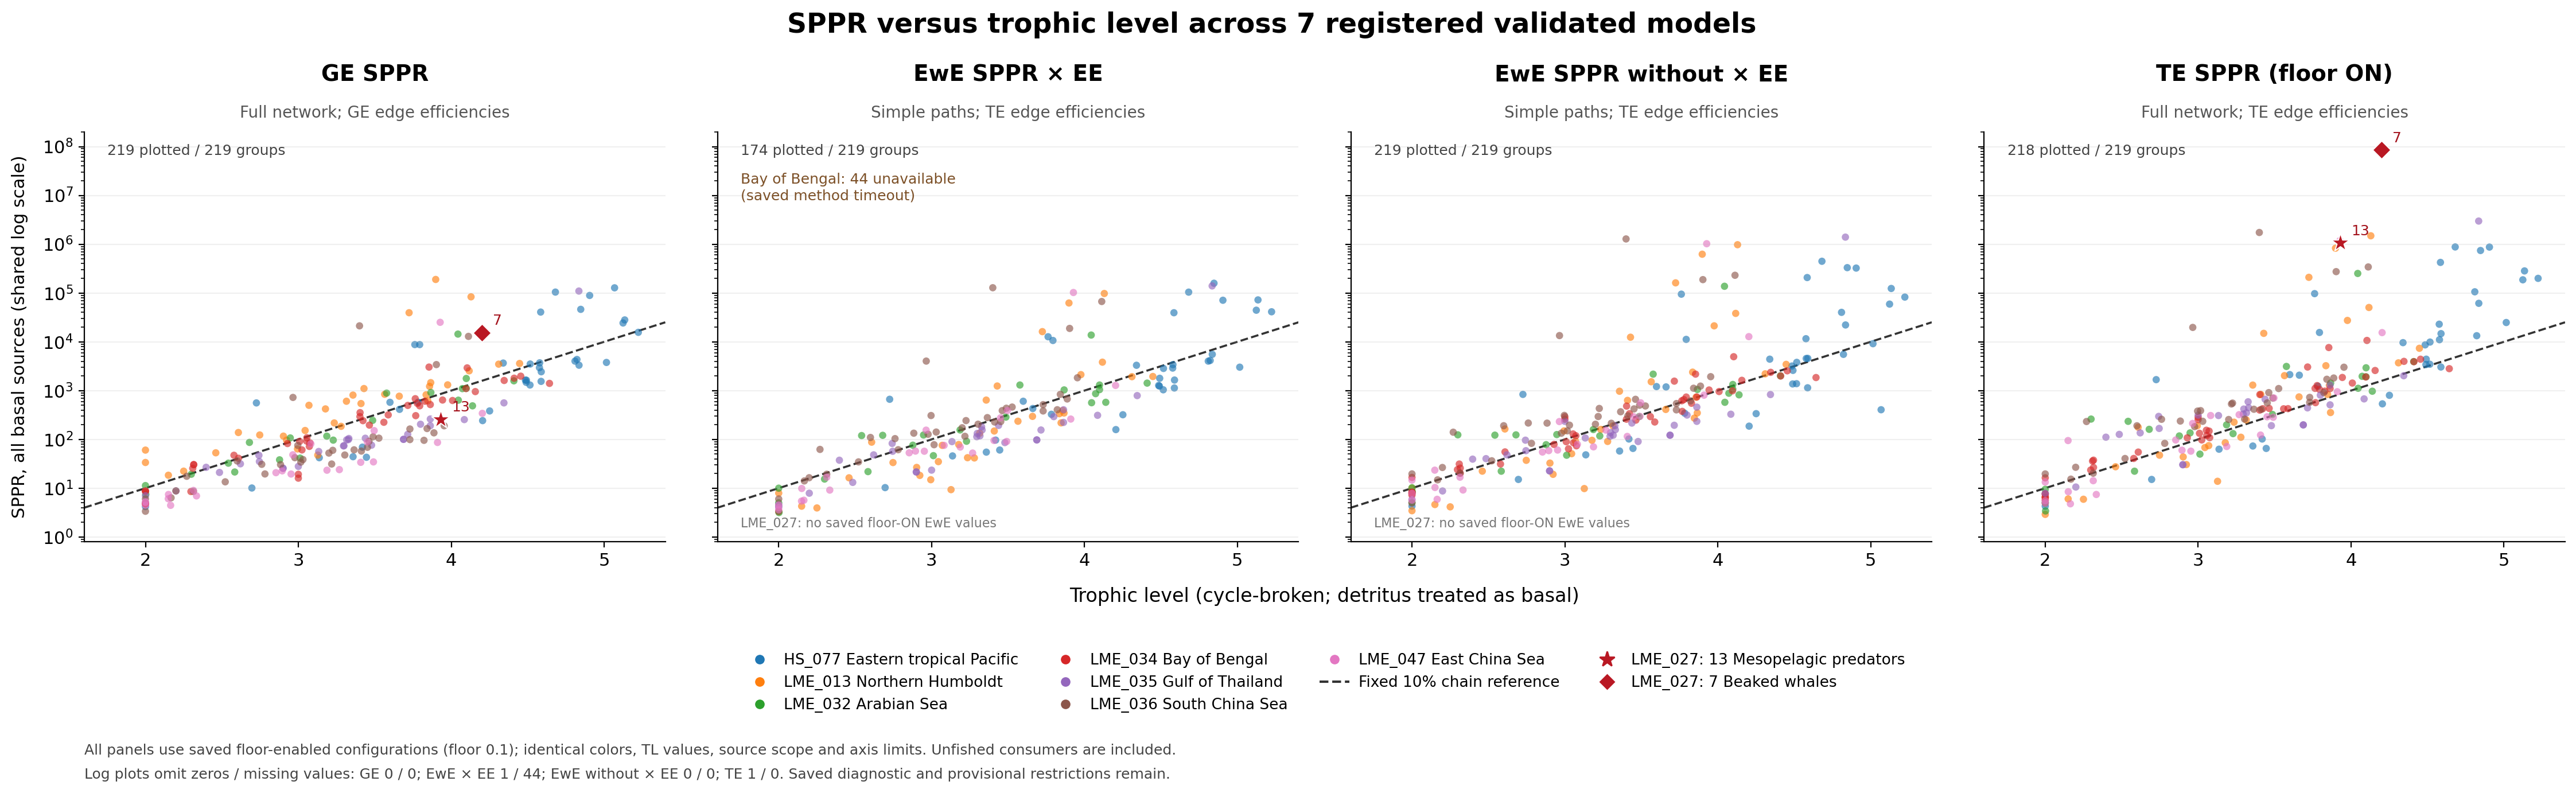 SPPR versus trophic level across 7 registered validated models
GE SPPR
Full network; GE edge efficiencies
219 plotted / 219 groups
EwE SPPR × EE
Simple paths; TE edge efficiencies
174 plotted / 219 groups
Bay of Bengal: 44 unavailable
(saved method timeout)
LME_027: no saved floor-ON EwE values
EwE SPPR without × EE
Simple paths; TE edge efficiencies
219 plotted / 219 groups
LME_027: no saved floor-ON EwE values
TE SPPR (floor ON)
Full network; TE edge efficiencies
218 plotted / 219 groups
SPPR, all basal sources (shared log scale)
10⁸
10⁷
10⁶
10⁵
10⁴
10³
10²
10¹
10⁰
7
13
7
13
2 3 4 5
2 3 4 5
2 3 4 5
2 3 4 5
Trophic level (cycle-broken; detritus treated as basal)
HS_077 Eastern tropical Pacific
LME_013 Northern Humboldt
LME_032 Arabian Sea
LME_034 Bay of Bengal
LME_035 Gulf of Thailand
LME_036 South China Sea
LME_047 East China Sea
Fixed 10% chain reference
LME_027: 13 Mesopelagic predators
LME_027: 7 Beaked whales
All panels use saved floor-enabled configurations (floor 0.1); identical colors, TL values, source scope and axis limits. Unfished consumers are included.
Log plots omit zeros / missing values: GE 0 / 0; EwE × EE 1 / 44; EwE without × EE 0 / 0; TE 1 / 0. Saved diagnostic and provisional restrictions remain.